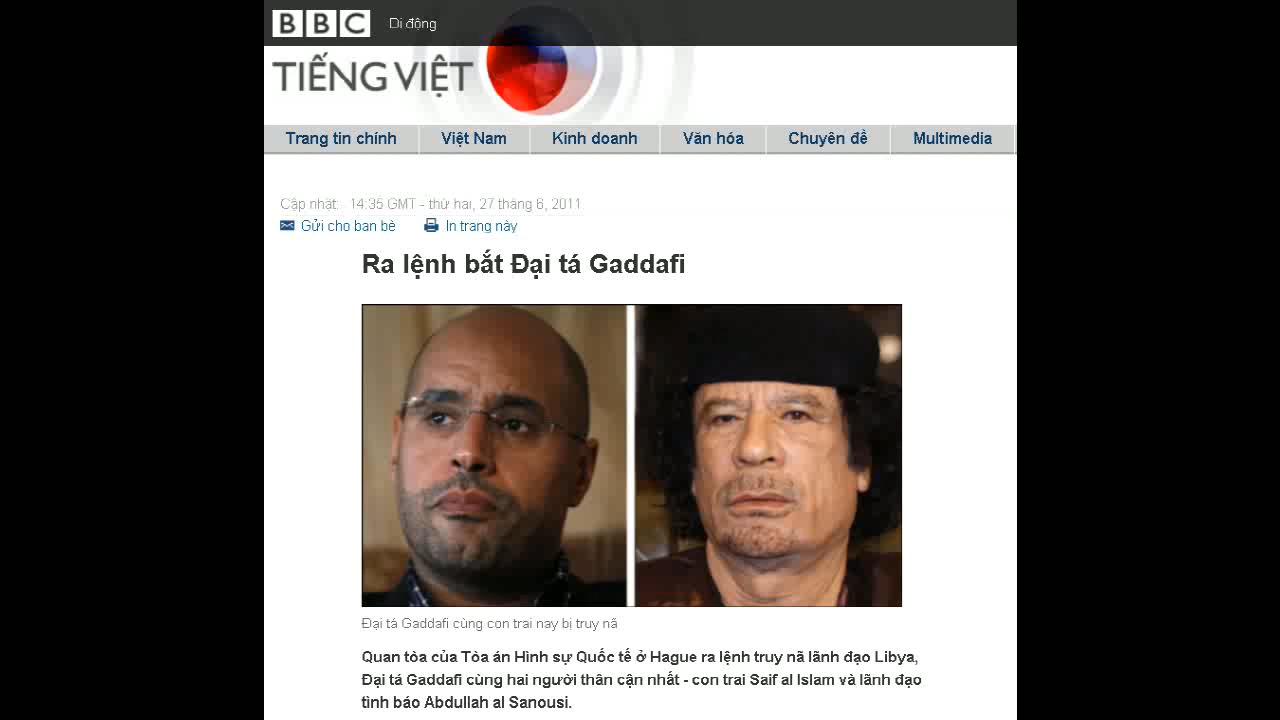 BBC Di động
TIẾNG VIỆT
Trang tin chính Việt Nam Kinh doanh Văn hóa Chuyên đề Multimedia
Cập nhật: 14:35 GMT - thứ hai, 27 tháng 6, 2011
Gửi cho bạn bè In trang này
Ra lệnh bắt Đại tá Gaddafi
Đại tá Gaddafi cùng con trai nay bị truy nã
Quan tòa của Tòa án Hình sự Quốc tế ở Hague ra lệnh truy nã lãnh đạo Libya,
Đại tá Gaddafi cùng hai người thân cận nhất - con trai Saif al Islam và lãnh đạo
tình báo Abdullah al Sanousi.